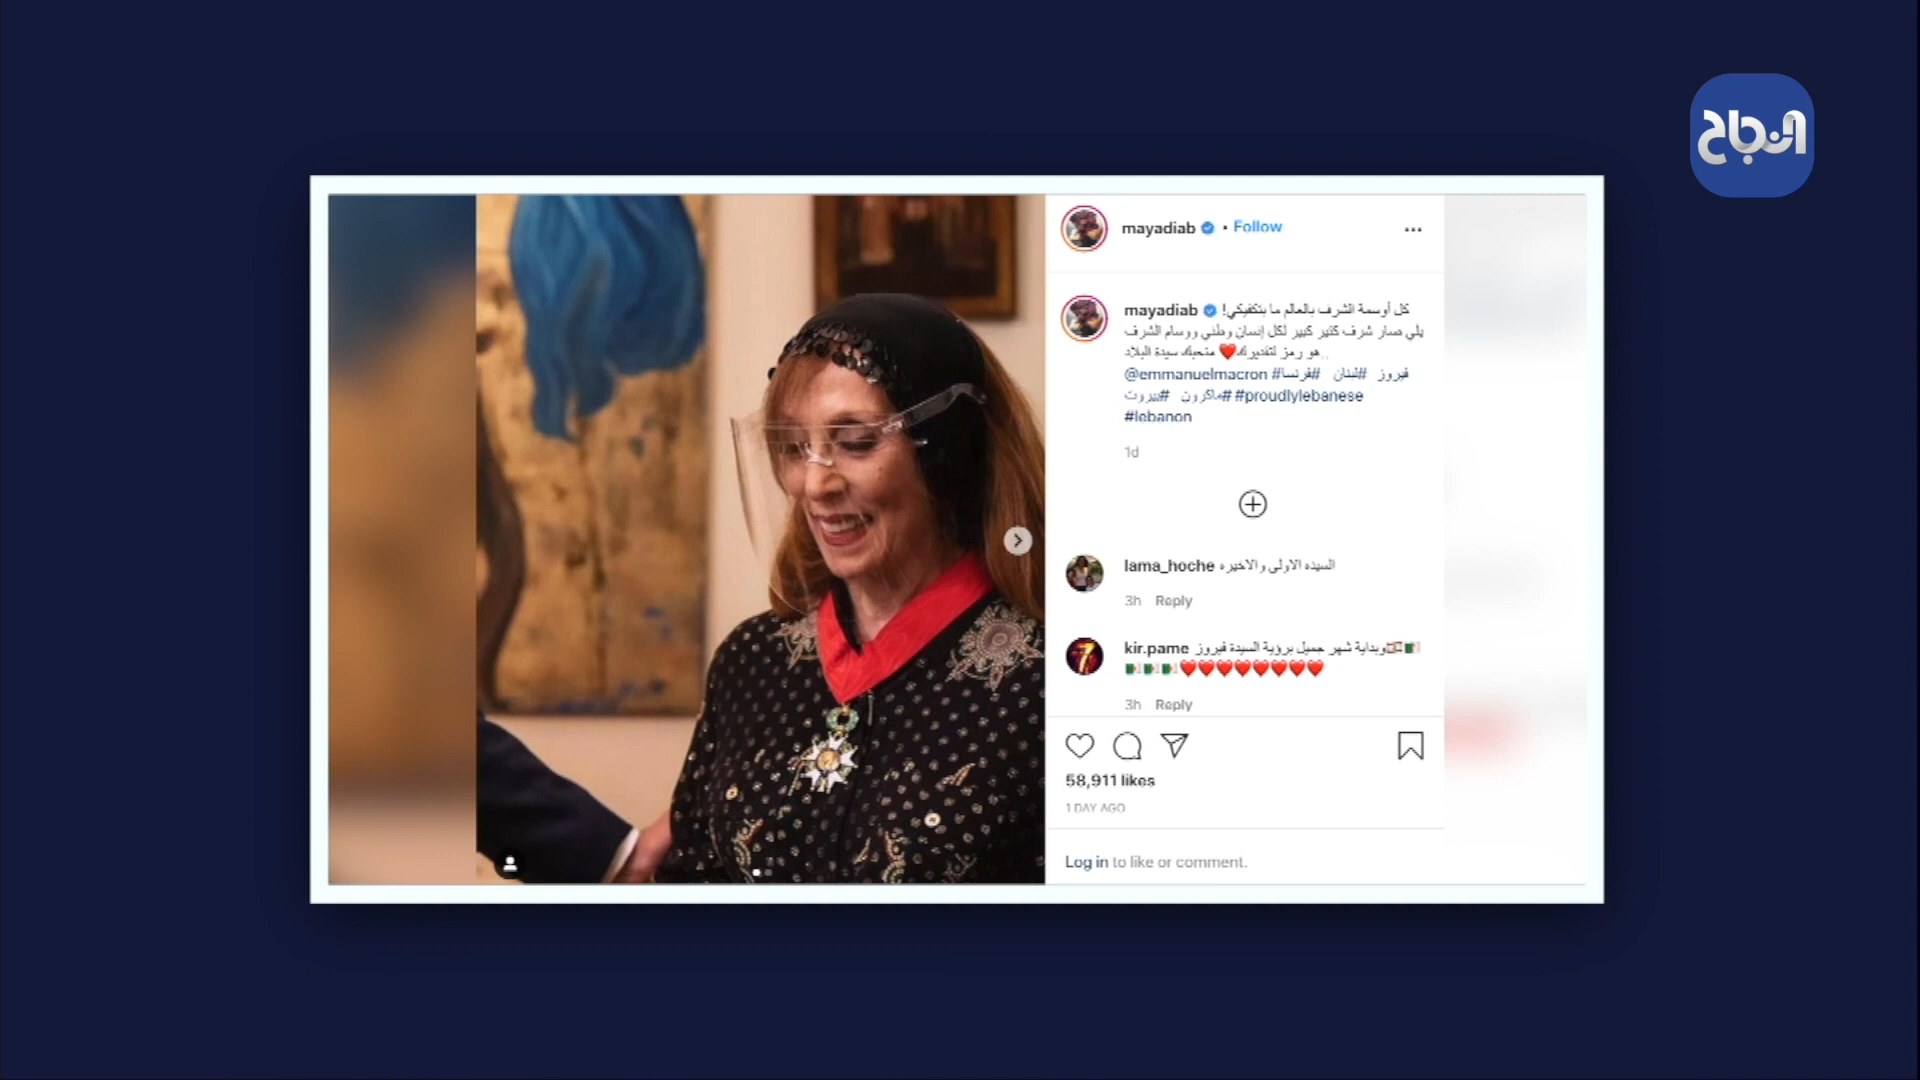 النجاح
mayadiab • Follow
mayadiab كل أوسمة الشرف بالعالم ما بتكفيكي!
يلي صار شرف كتير كبير لكل إنسان وطني ووسام الشرف
هو رمز لتقديرك❤️ منحبك سيدة البلاد..
@emmanuelmacron #فيروز #لبنان #فرنسا
#ماكرون #بيروت #proudlylebanese
#lebanon
1d
lama_hoche السيده الاولى والاخيره
3h Reply
kir.pame وبداية شهر جميل برؤية السيدة فيروز
3h Reply
58,911 likes
1 DAY AGO
Log in to like or comment.